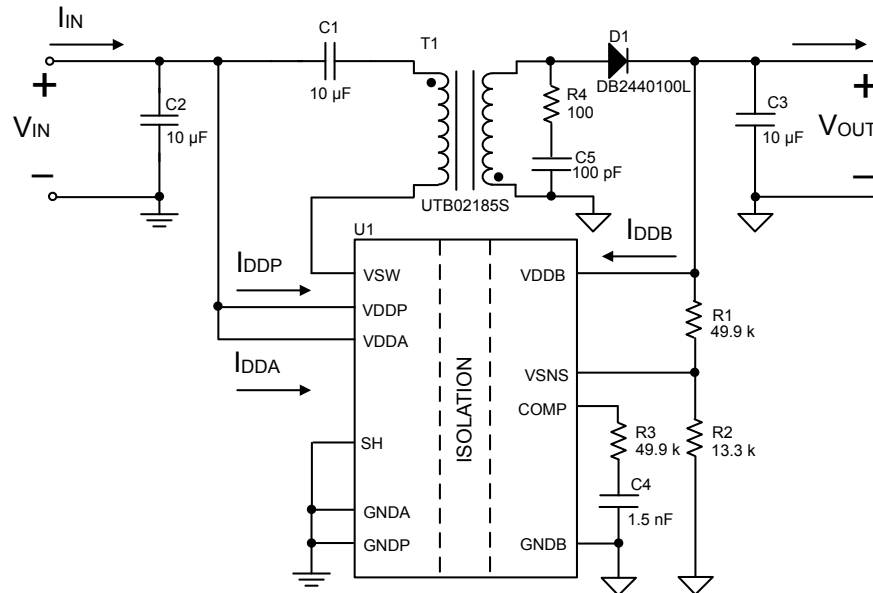 IIN
+
VIN
−
C2
10 µF
C1
10 µF
T1
UTB02185S
D1
DB2440100L
R4
100
C5
100 pF
C3
10 µF
+
VOUT
−
U1
IDDP
IDDA
IDDB
VSW
VDDP
VDDA
SH
GNDA
GNDP
ISOLATION
VDDB
VSNS
COMP
GNDB
R1
49.9 k
R2
13.3 k
R3
49.9 k
C4
1.5 nF